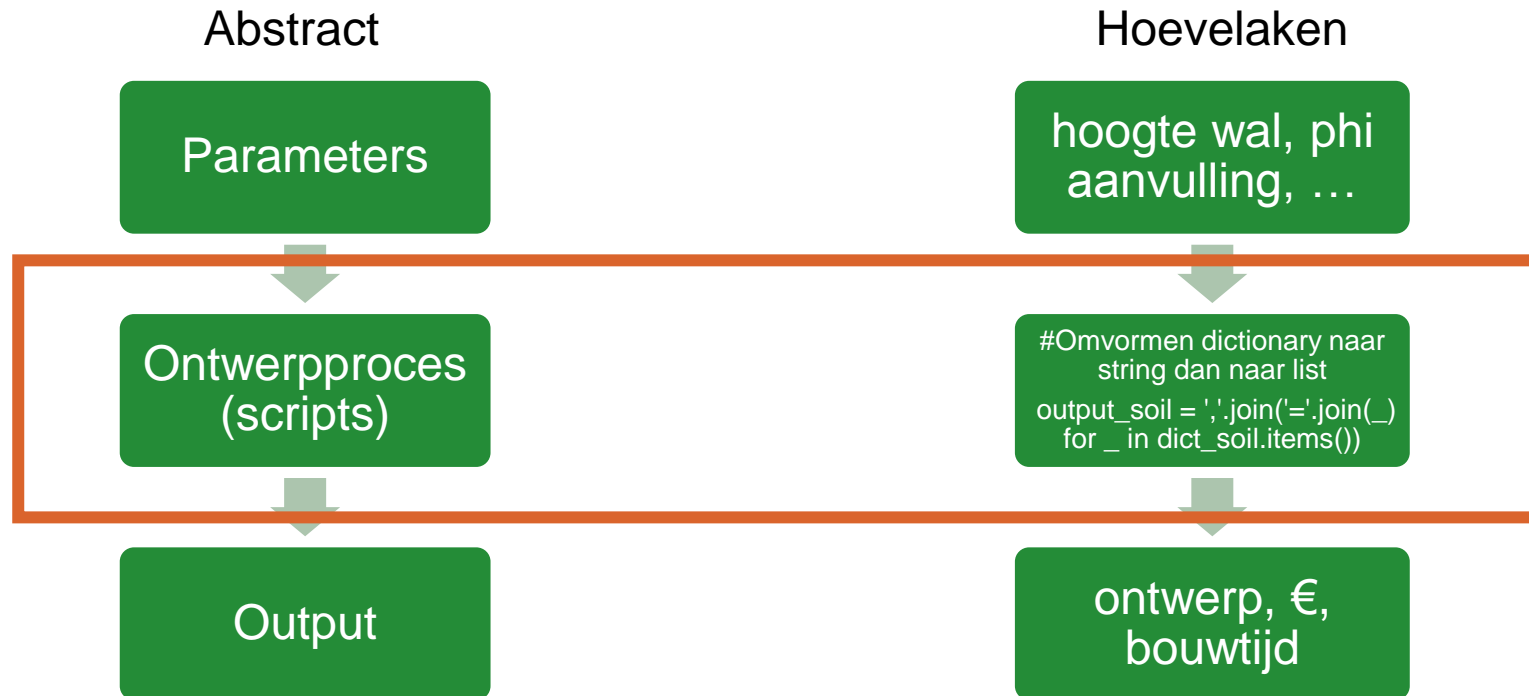 Abstract
Hoevelaken
Parameters
hoogte wal, phi
aanvulling, …
Ontwerpproces
(scripts)
#Omvormen dictionary naar
string dan naar list
output_soil = ','.join('='.join(_)
for _ in dict_soil.items())
Output
ontwerp, €,
bouwtijd